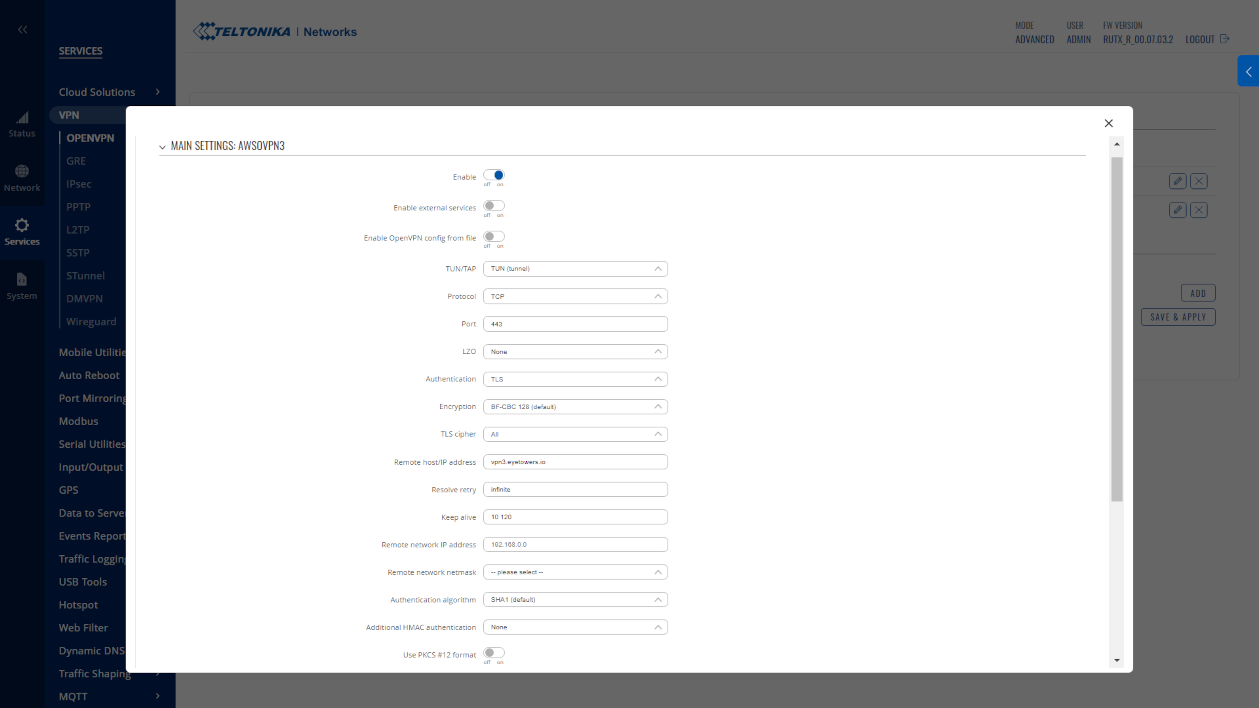 TELTONIKA | Networks
MODE
ADVANCED
USER
ADMIN
FW VERSION
RUTX_R_00.07.03.2
LOGOUT
Status
Network
Services
System
SERVICES
Cloud Solutions
VPN
OPENVPN
GRE
IPsec
PPTP
L2TP
SSTP
STunnel
DMVPN
Wireguard
Mobile Utilitie
Auto Reboot
Port Mirroring
Modbus
Serial Utilities
Input/Output
GPS
Data to Server
Events Report
Traffic Logging
USB Tools
Hotspot
Web Filter
Dynamic DNS
Traffic Shaping
MQTT
MAIN SETTINGS: AWSOVPN3
Enable
off on
Enable external services
off on
Enable OpenVPN config from file
off on
TUN/TAP TUN (tunnel)
Protocol TCP
Port 443
LZO None
Authentication TLS
Encryption BF-CBC 128 (default)
TLS cipher All
Remote host/IP address vpn3.eyetowers.io
Resolve retry infinite
Keep alive 10 120
Remote network IP address 192.168.0.0
Remote network netmask -- please select --
Authentication algorithm SHA1 (default)
Additional HMAC authentication None
Use PKCS #12 format
off on
ADD
SAVE & APPLY